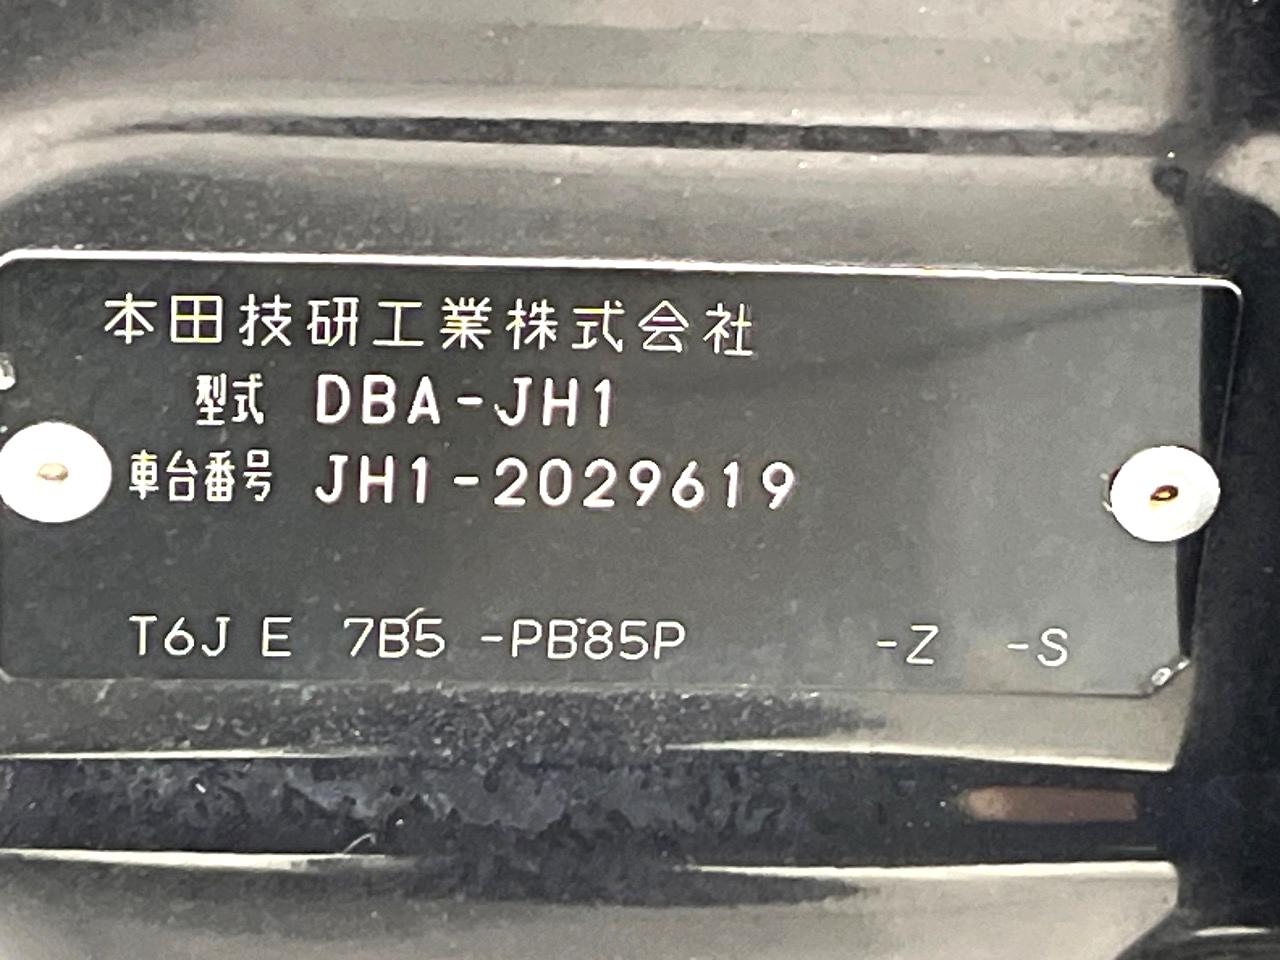 本田技研工業株式会社
型式 DBA-JH1
車台番号 JH1-2029619
T6J E 7B5 -PB85P -Z -S